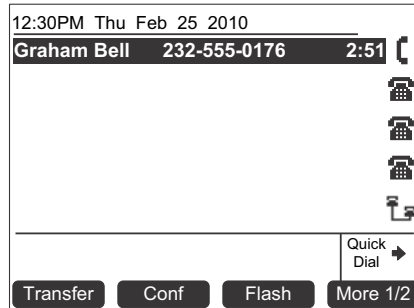 12:30PM Thu Feb 25 2010
Graham Bell 232-555-0176 2:51
Quick
Dial
Transfer Conf Flash More 1/2